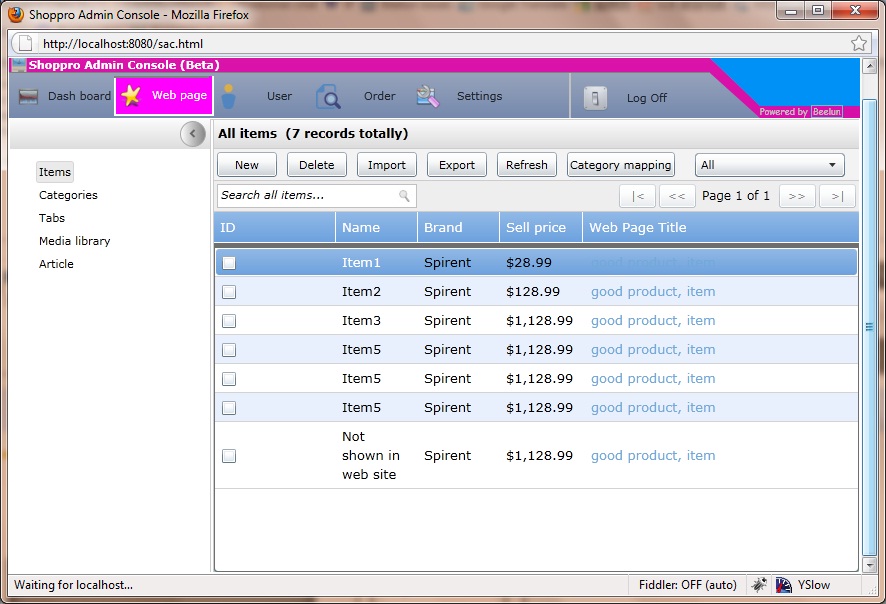 Shoppro Admin Console - Mozilla Firefox
http://localhost:8080/sac.html
Shoppro Admin Console (Beta)
Dash board Web page User Order Settings Log Off
Powered by Beelun
All items (7 records totally)
New Delete Import Export Refresh Category mapping All
Items
Categories
Tabs
Media library
Article
Search all items... |< << Page 1 of 1 >> >|
ID Name Brand Sell price Web Page Title
Item1 Spirent $28.99 good product, item
Item2 Spirent $128.99 good product, item
Item3 Spirent $1,128.99 good product, item
Item5 Spirent $1,128.99 good product, item
Item5 Spirent $1,128.99 good product, item
Item5 Spirent $1,128.99 good product, item
Not
shown in
web site
Spirent $1,128.99 good product, item
Waiting for localhost... Fiddler: OFF (auto) YSlow